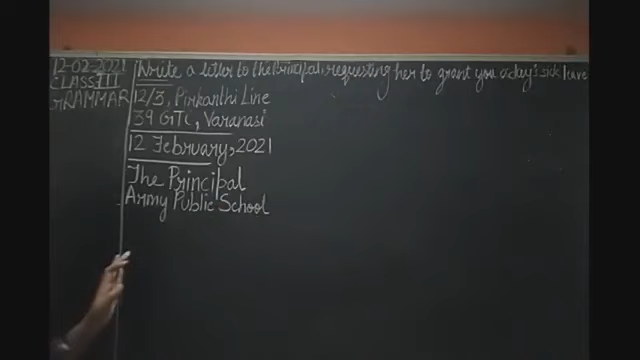 12-02-2021
CLASS III
GRAMMAR
Write a letter to the Principal, requesting her to grant you a day's sick leave
12/3, Pirkanthi Line
39 GTC, Varanasi
12 February, 2021
The Principal
Army Public School